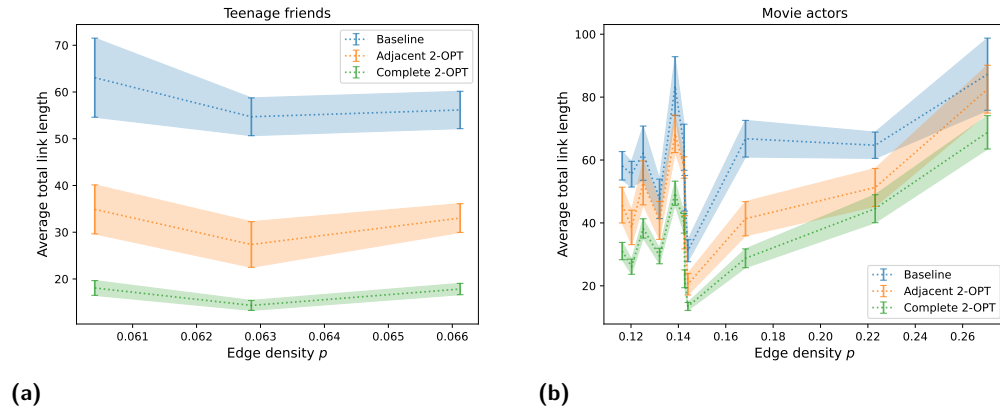 Teenage friends
Average total link length
70
60
50
40
30
20
0.061 0.062 0.063 0.064 0.065 0.066
Edge density p
Baseline
Adjacent 2-OPT
Complete 2-OPT
(a)
Movie actors
Average total link length
100
80
60
40
20
0.12 0.14 0.16 0.18 0.20 0.22 0.24 0.26
Edge density p
Baseline
Adjacent 2-OPT
Complete 2-OPT
(b)